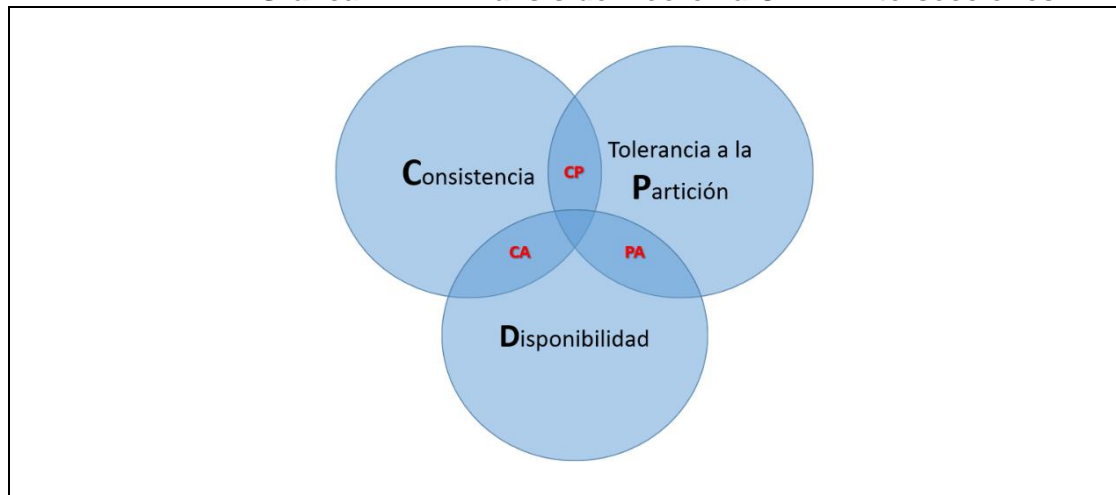 Consistencia
CP
Tolerancia a la
Partición
CA
PA
Disponibilidad